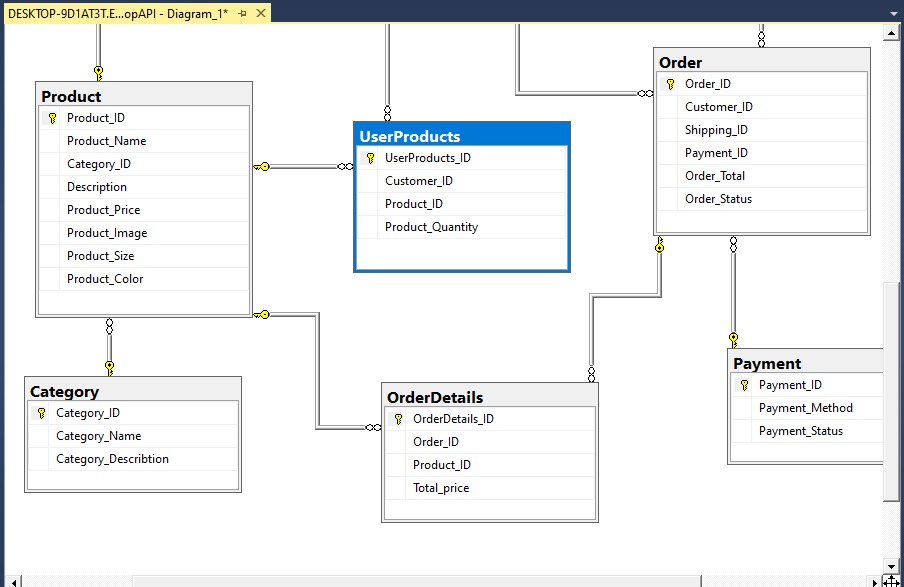 DESKTOP-9D1AT3T.E...opAPI - Diagram_1*
Product
Product_ID
Product_Name
Category_ID
Description
Product_Price
Product_Image
Product_Size
Product_Color
UserProducts
UserProducts_ID
Customer_ID
Product_ID
Product_Quantity
Order
Order_ID
Customer_ID
Shipping_ID
Payment_ID
Order_Total
Order_Status
Category
Category_ID
Category_Name
Category_Describtion
OrderDetails
OrderDetails_ID
Order_ID
Product_ID
Total_price
Payment
Payment_ID
Payment_Method
Payment_Status